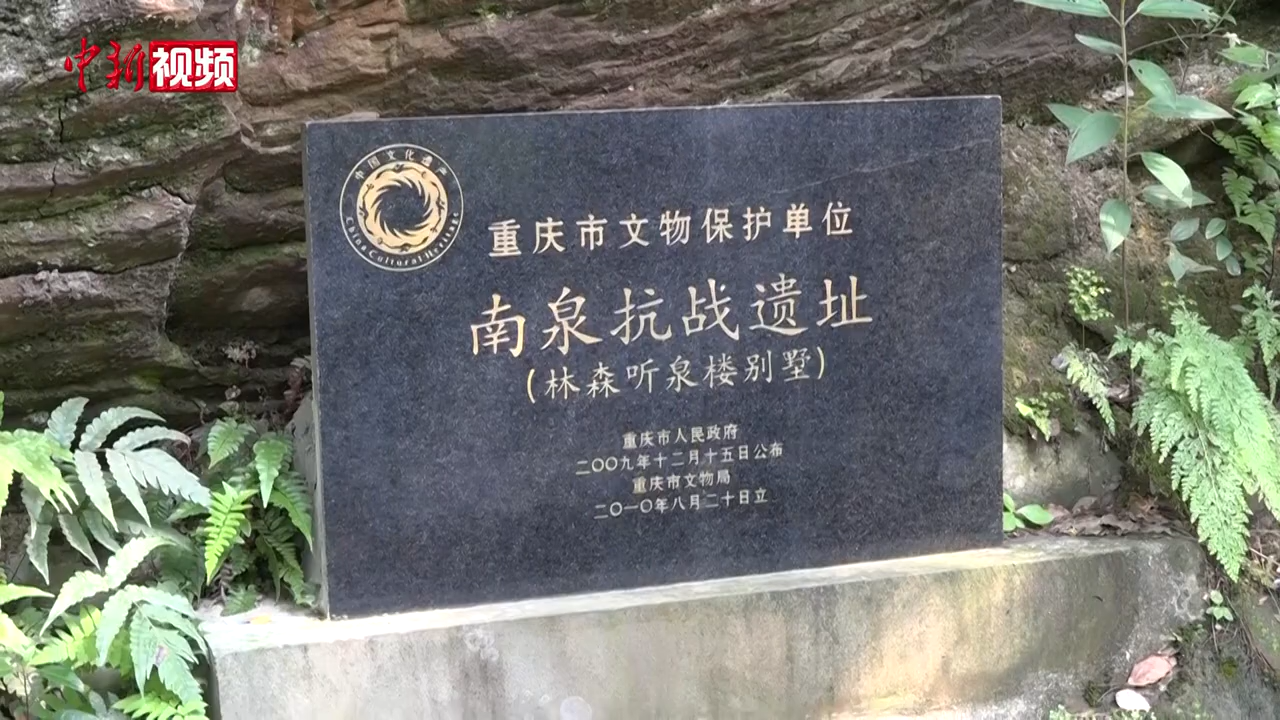 中新视频
中国文化遗产
China Cultural Heritage
重庆市文物保护单位
南泉抗战遗址
(林森听泉楼别墅)
重庆市人民政府
二〇〇九年十二月十五日公布
重庆市文物局
二〇一〇年八月二十日立